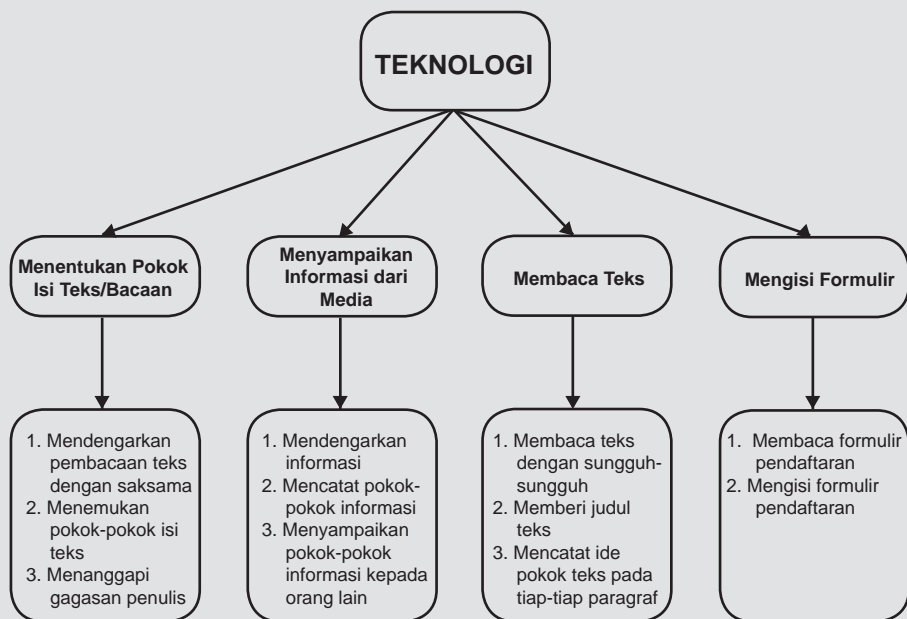 TEKNOLOGI
Menentukan Pokok
Isi Teks/Bacaan
Menyampaikan
Informasi dari
Media
Membaca Teks
Mengisi Formulir
1. Mendengarkan
pembacaan teks
dengan saksama
2. Menemukan
pokok-pokok isi
teks
3. Menanggapi
gagasan penulis
1. Mendengarkan
informasi
2. Mencatat pokok-
pokok informasi
3. Menyampaikan
pokok-pokok
informasi kepada
orang lain
1. Membaca teks
dengan sungguh-
sungguh
2. Memberi judul
teks
3. Mencatat ide
pokok teks pada
tiap-tiap paragraf
1. Membaca formulir
pendaftaran
2. Mengisi formulir
pendaftaran